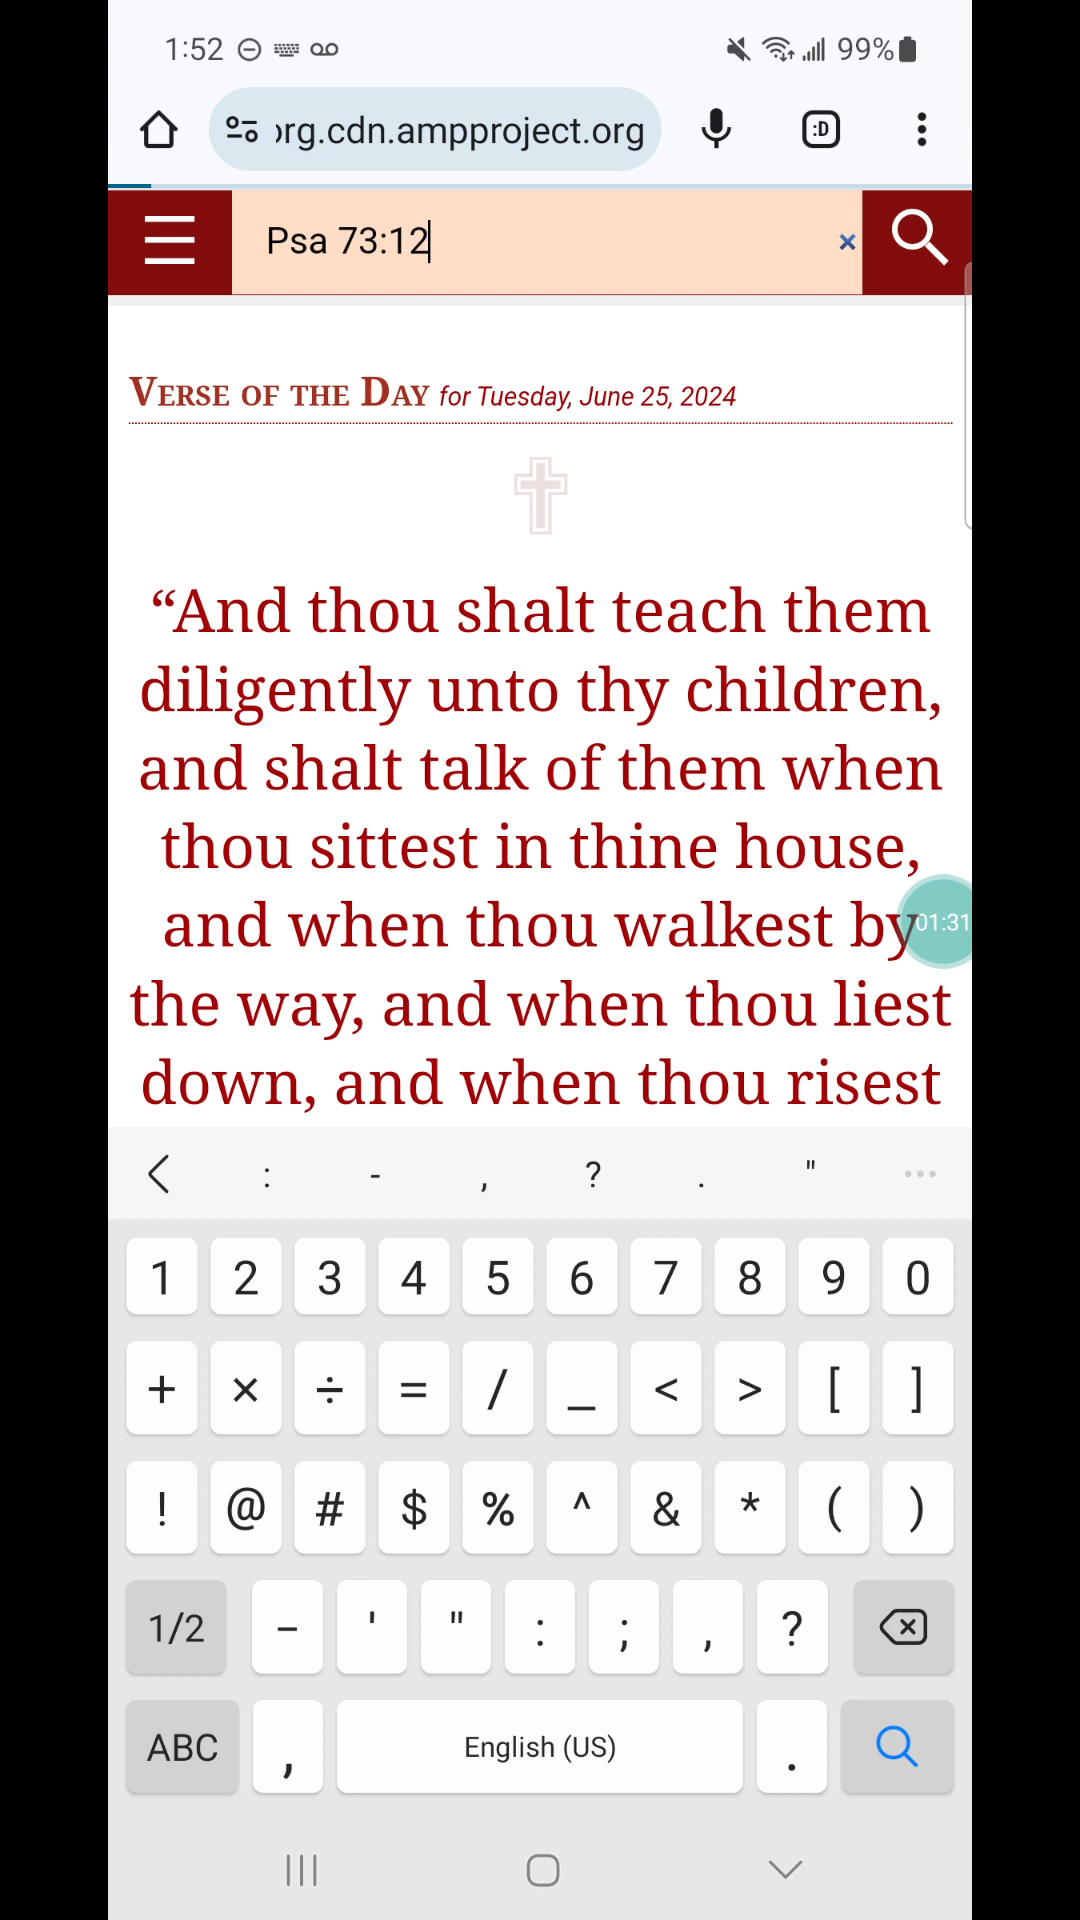 1:52 99%
:D
org.cdn.ampproject.org
Psa 73:12 ×
VERSE OF THE DAY for Tuesday, June 25, 2024
“And thou shalt teach them
diligently unto thy children,
and shalt talk of them when
thou sittest in thine house,
and when thou walkest by
01:31
the way, and when thou liest
down, and when thou risest
: - , ? . " ...
1 2 3 4 5 6 7 8 9 0
+ × ÷ = / _ < > [ ]
! @ # $ % ^ & * ( )
1/2 - ' " : ; , ?
ABC , English (US) .